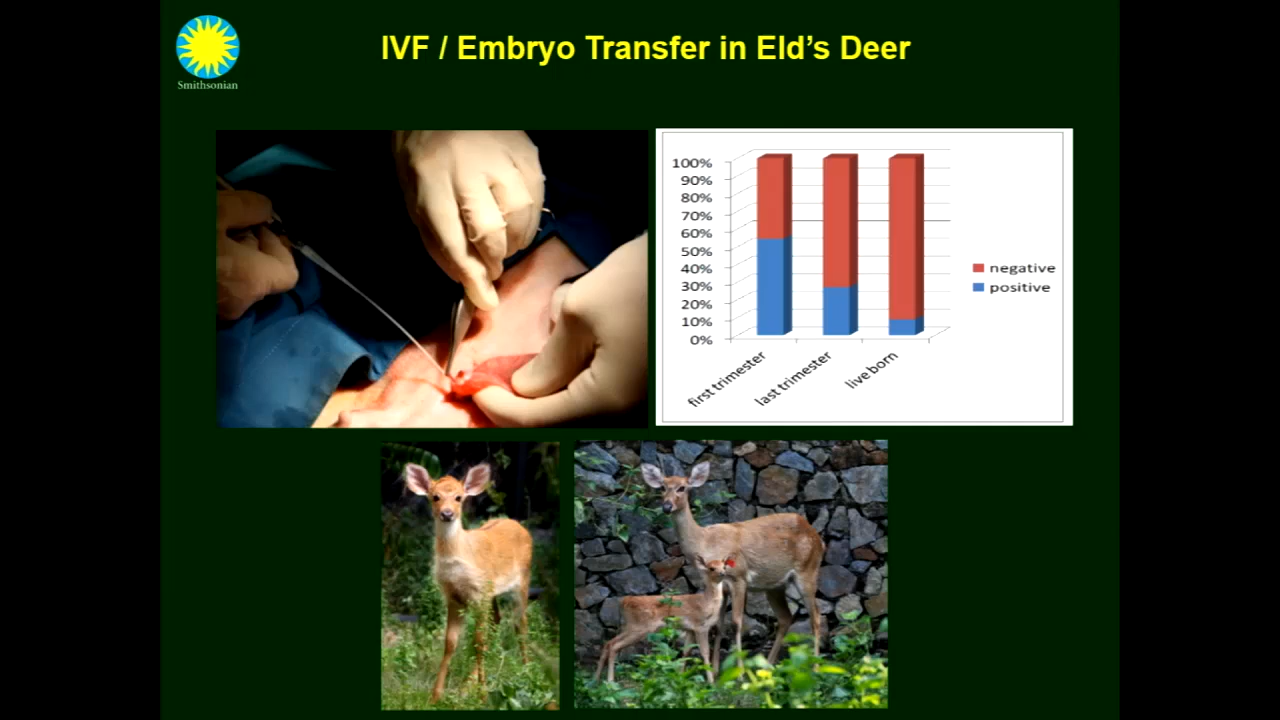 IVF / Embryo Transfer in Eld's Deer
Smithsonian
100%
90%
80%
70%
60%
50%
40%
30%
20%
10%
0%
first trimester
last trimester
live born
negative
positive